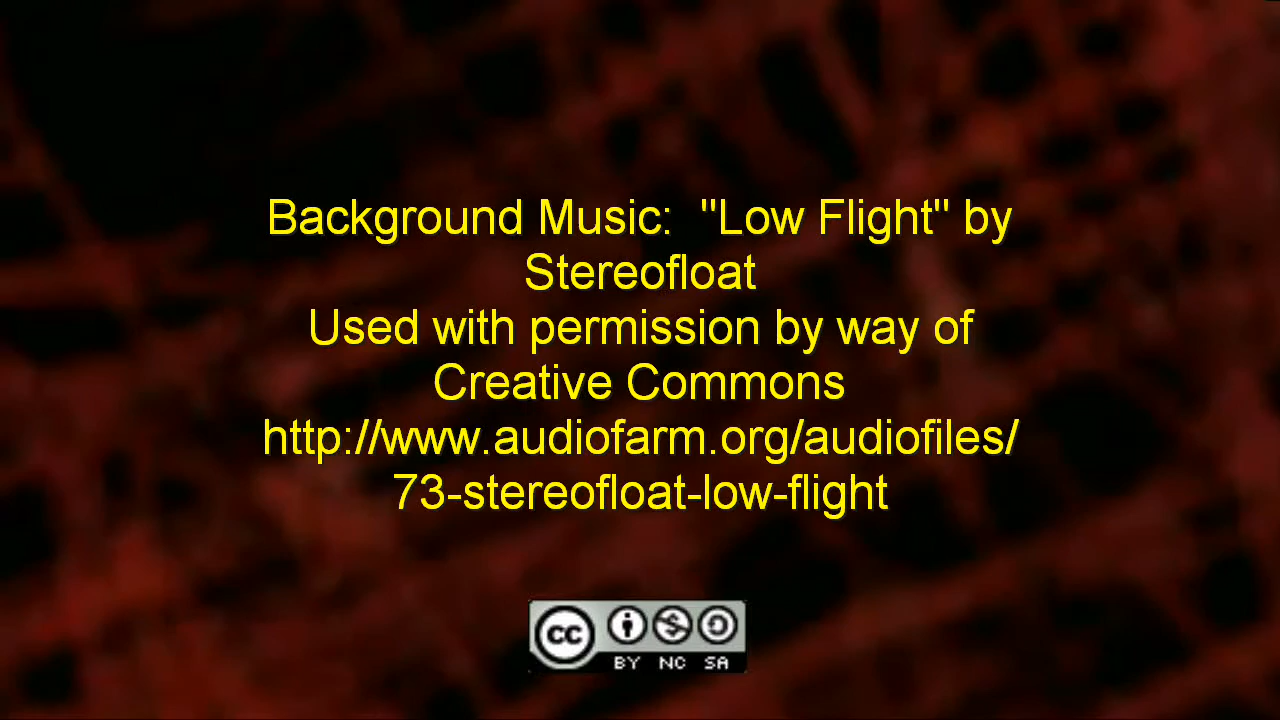 Background Music:  "Low Flight" by
Stereofloat
Used with permission by way of
Creative Commons
http://www.audiofarm.org/audiofiles/
73-stereofloat-low-flight
cc
BY NC SA